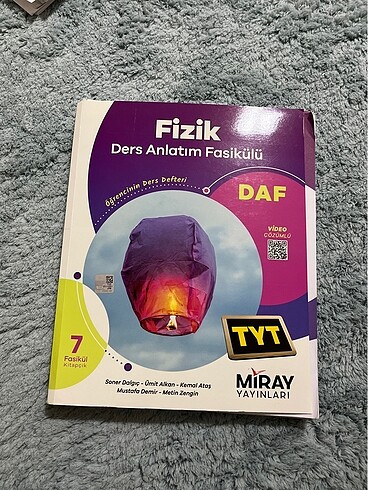 Fizik
Ders Anlatım Fasikülü
Öğrencinin Ders Defteri
DAF
VİDEO
ÇÖZÜMLÜ
TYT
7
Fasikül
Kitapçık
Soner Dalgıç - Ümit Alkan - Kemal Ataş
Mustafa Demir - Metin Zengin
MİRAY
YAYINLARI